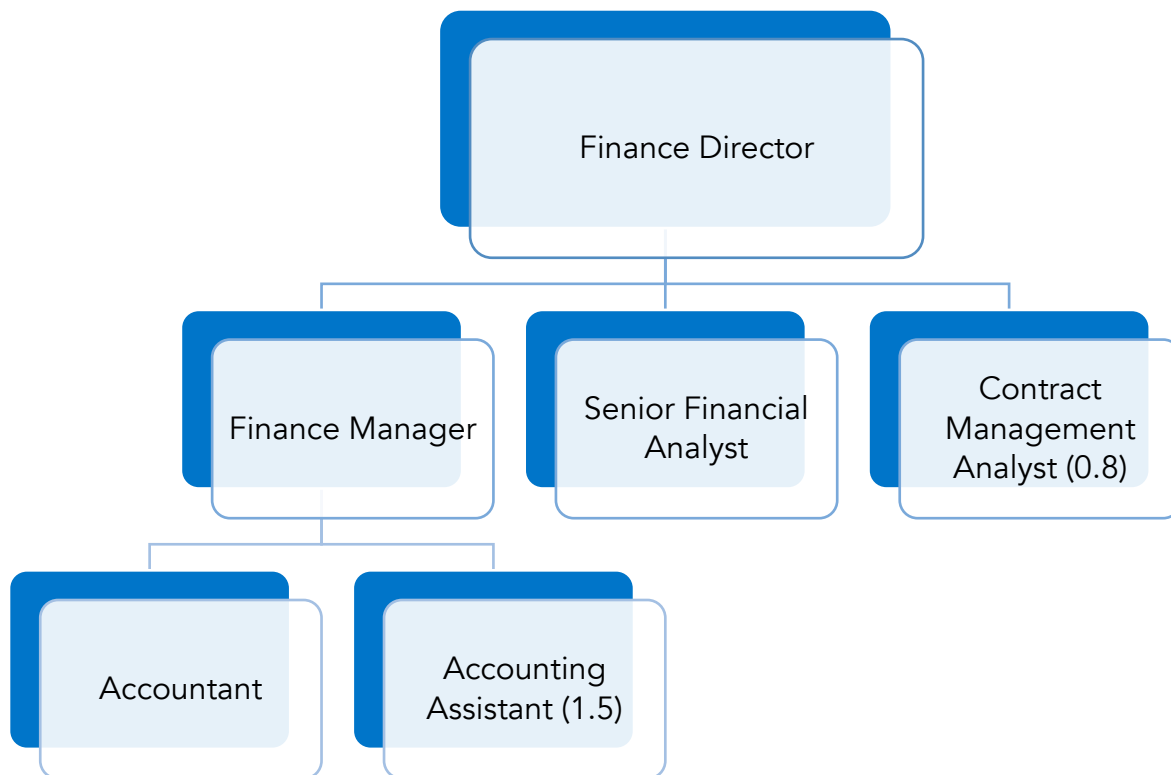 Finance Director
Finance Manager
Senior Financial
Analyst
Contract
Management
Analyst (0.8)
Accountant
Accounting
Assistant (1.5)